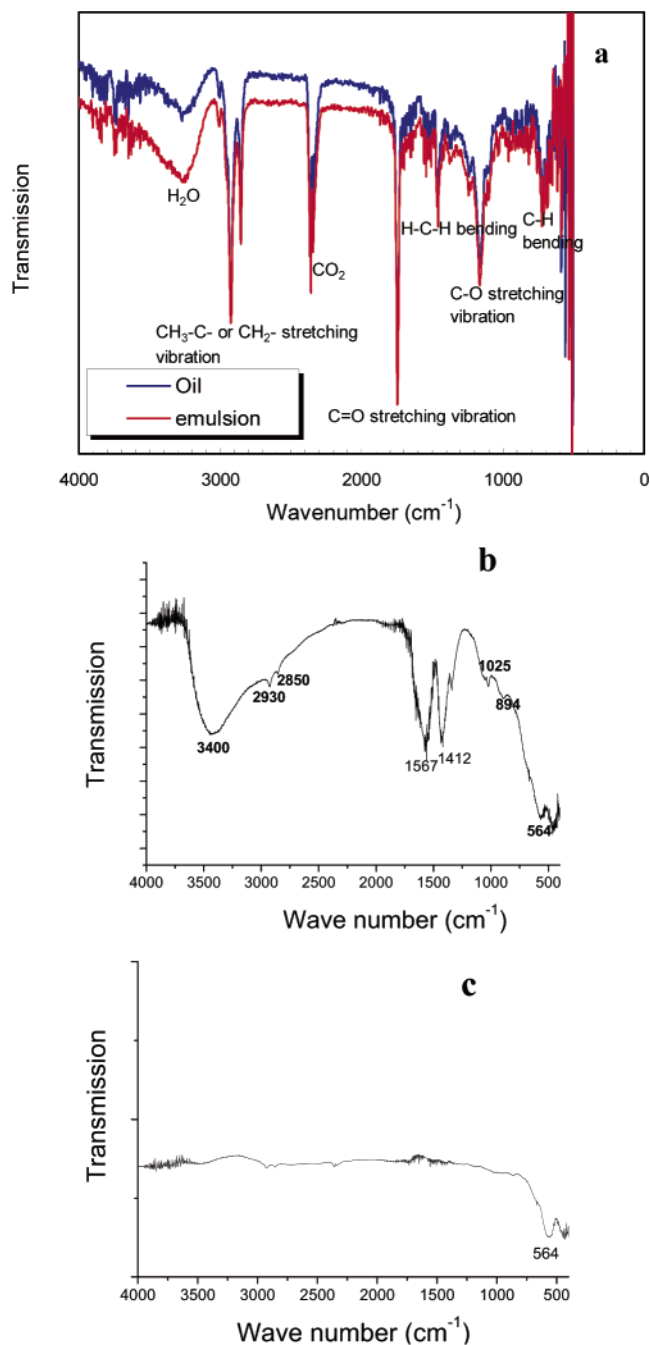 a
Transmission
H₂O
CO₂
H-C-H bending
C-H
bending
C-O stretching
vibration
CH₃-C- or CH₂- stretching
vibration
C=O stretching vibration
Oil
emulsion
4000 3000 2000 1000 0
Wavenumber (cm⁻¹)
b
Transmission
3400
2930
2850
1567
1412
1025
894
564
4000 3500 3000 2500 2000 1500 1000 500
Wave number (cm⁻¹)
c
Transmission
564
4000 3500 3000 2500 2000 1500 1000 500
Wave number (cm⁻¹)